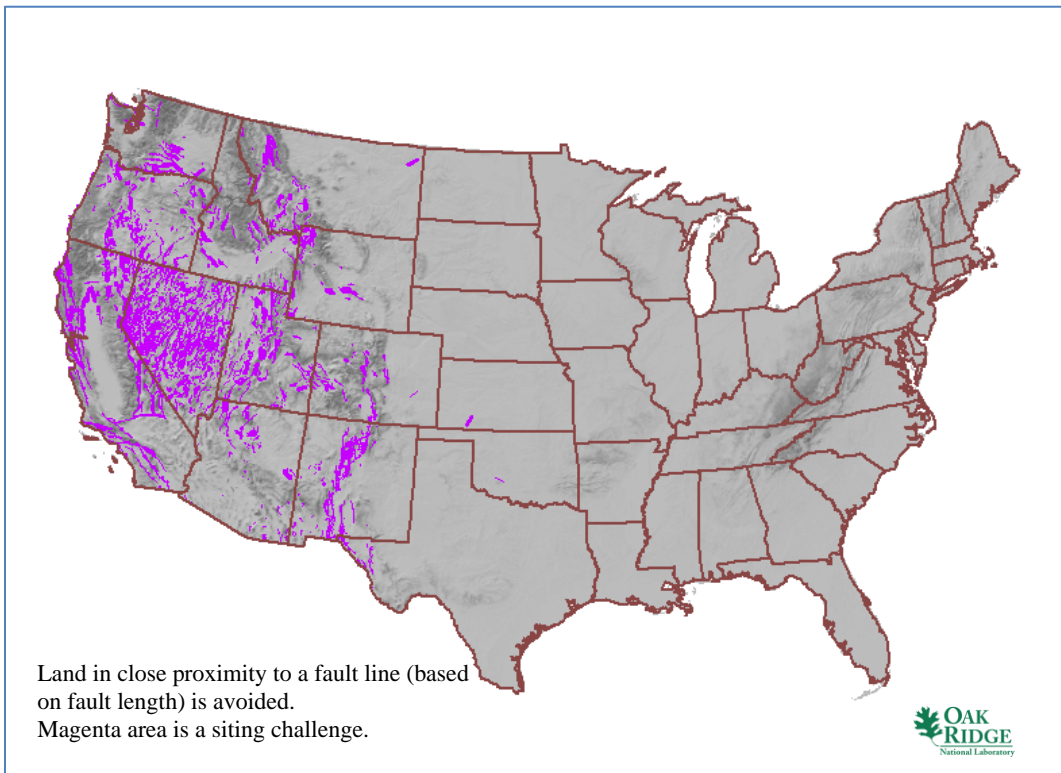 Land in close proximity to a fault line (based
on fault length) is avoided.
Magenta area is a siting challenge.
OAK
RIDGE
National Laboratory